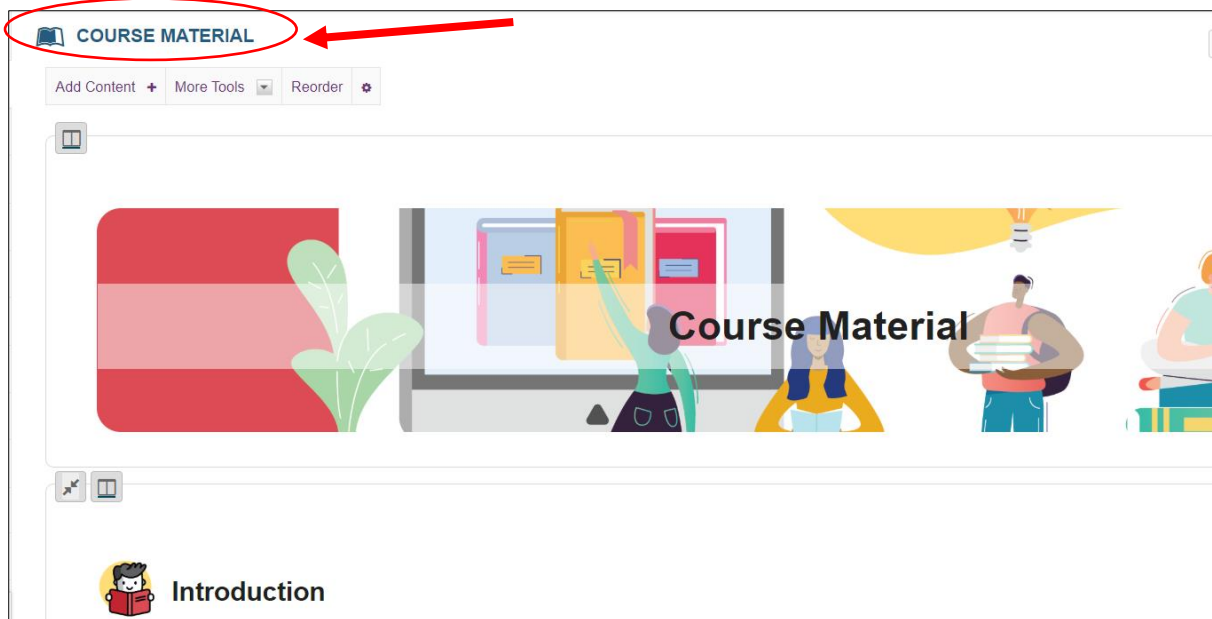 COURSE MATERIAL
Add Content + More Tools Reorder
Course Material
Introduction